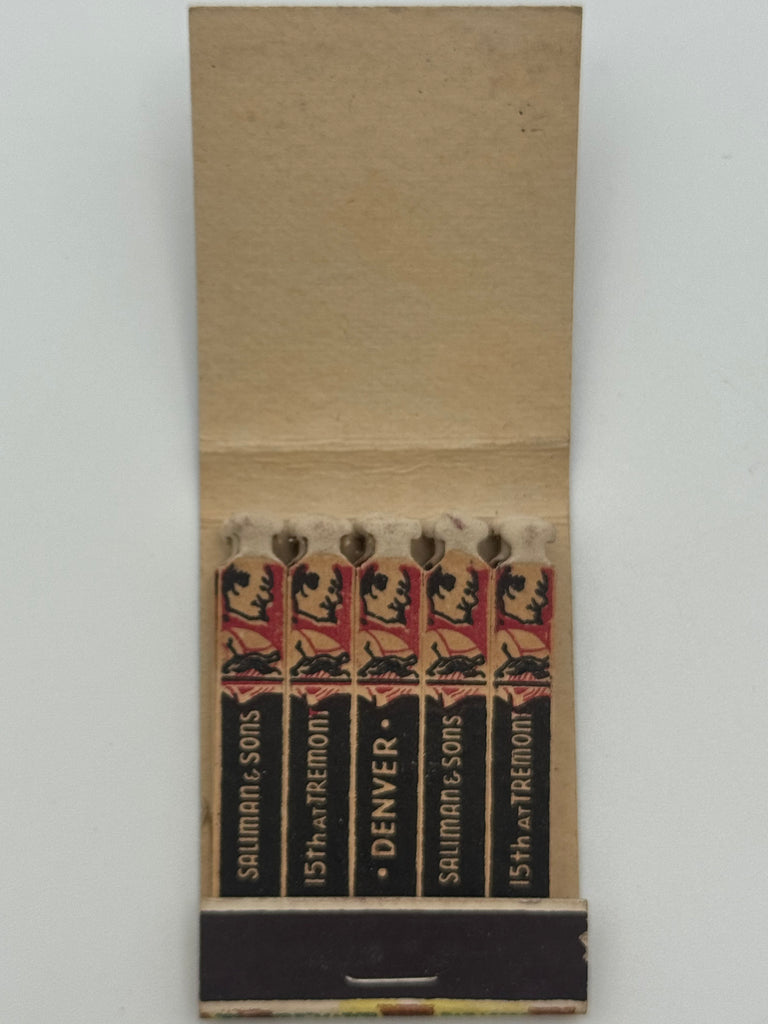 SALIMAN & SONS
15th AT TREMONT
• DENVER •
SALIMAN & SONS
15th AT TREMONT